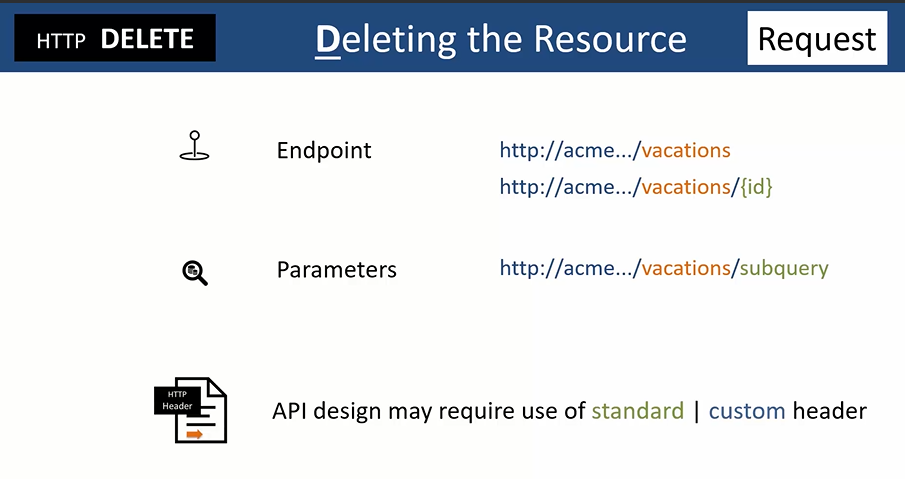 HTTP DELETE
Deleting the Resource
Request
Endpoint
http://acme.../vacations
http://acme.../vacations/{id}
Parameters
http://acme.../vacations/subquery
HTTP
Header
API design may require use of standard | custom header